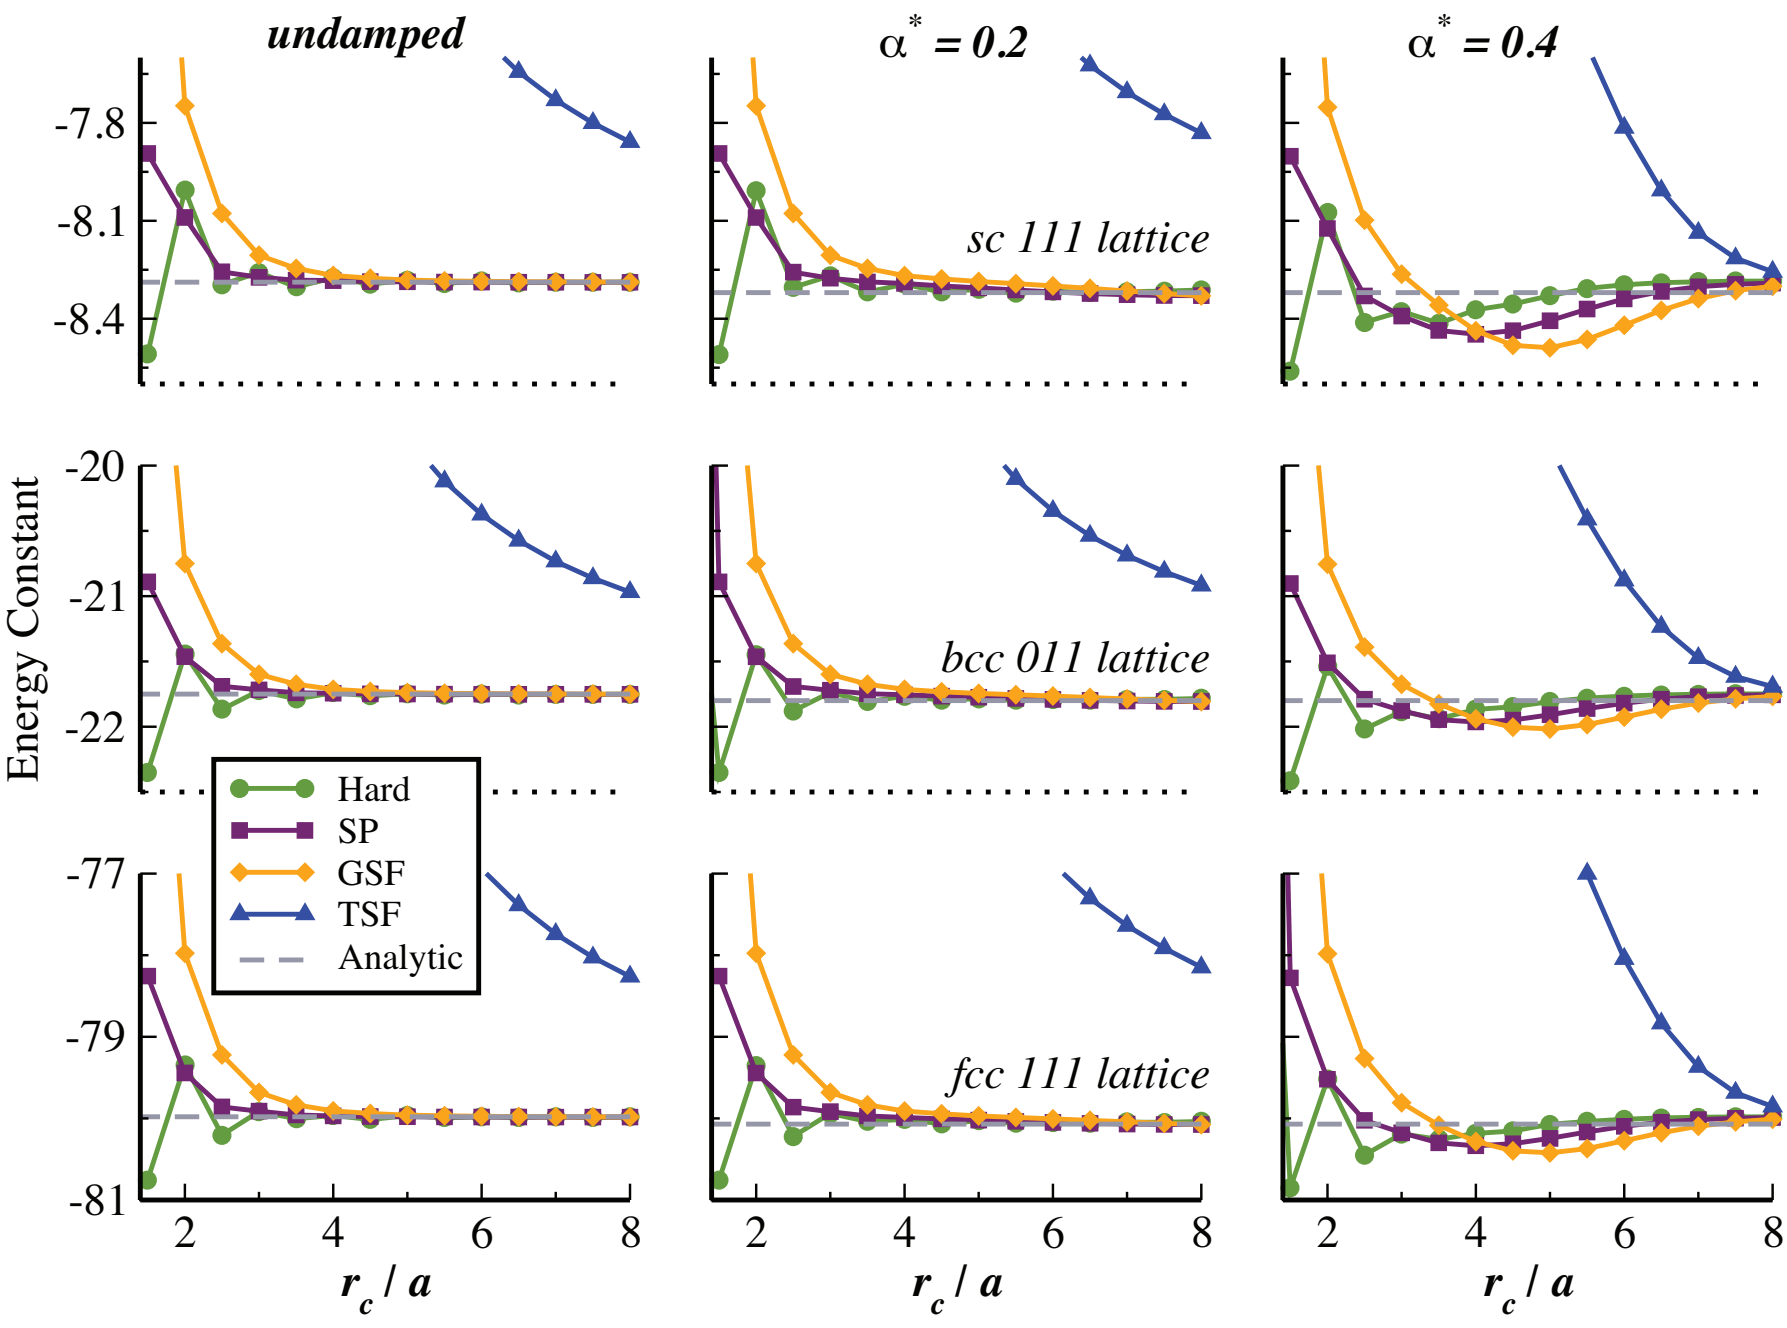 undamped α* = 0.2 α* = 0.4
-7.8
-8.1
sc 111 lattice
-8.4
Energy Constant
-20
-21
bcc 011 lattice
-22
Hard
SP
GSF
TSF
Analytic
-77
-79
fcc 111 lattice
-81
2 4 6 8 2 4 6 8 2 4 6 8
r_c / a r_c / a r_c / a